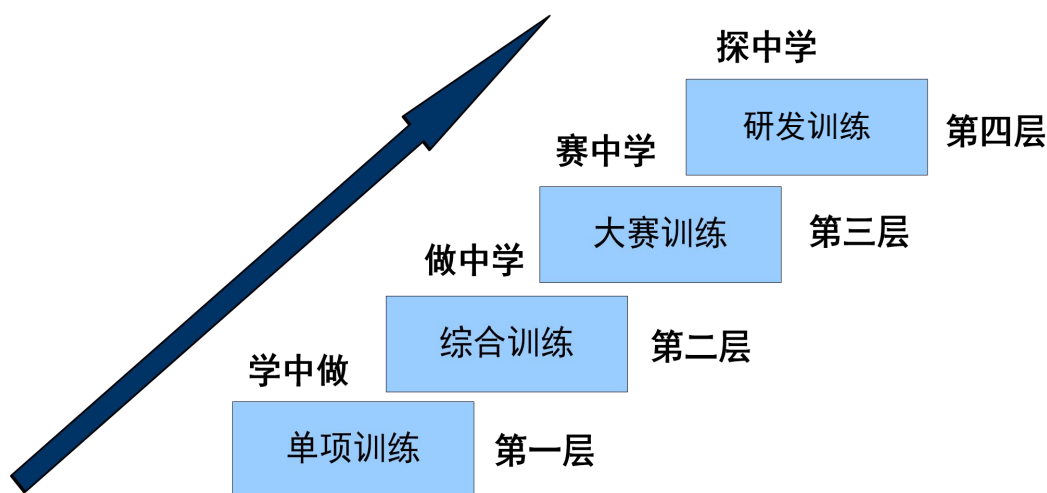 探中学
研发训练
第四层
赛中学
大赛训练
第三层
做中学
综合训练
第二层
学中做
单项训练
第一层